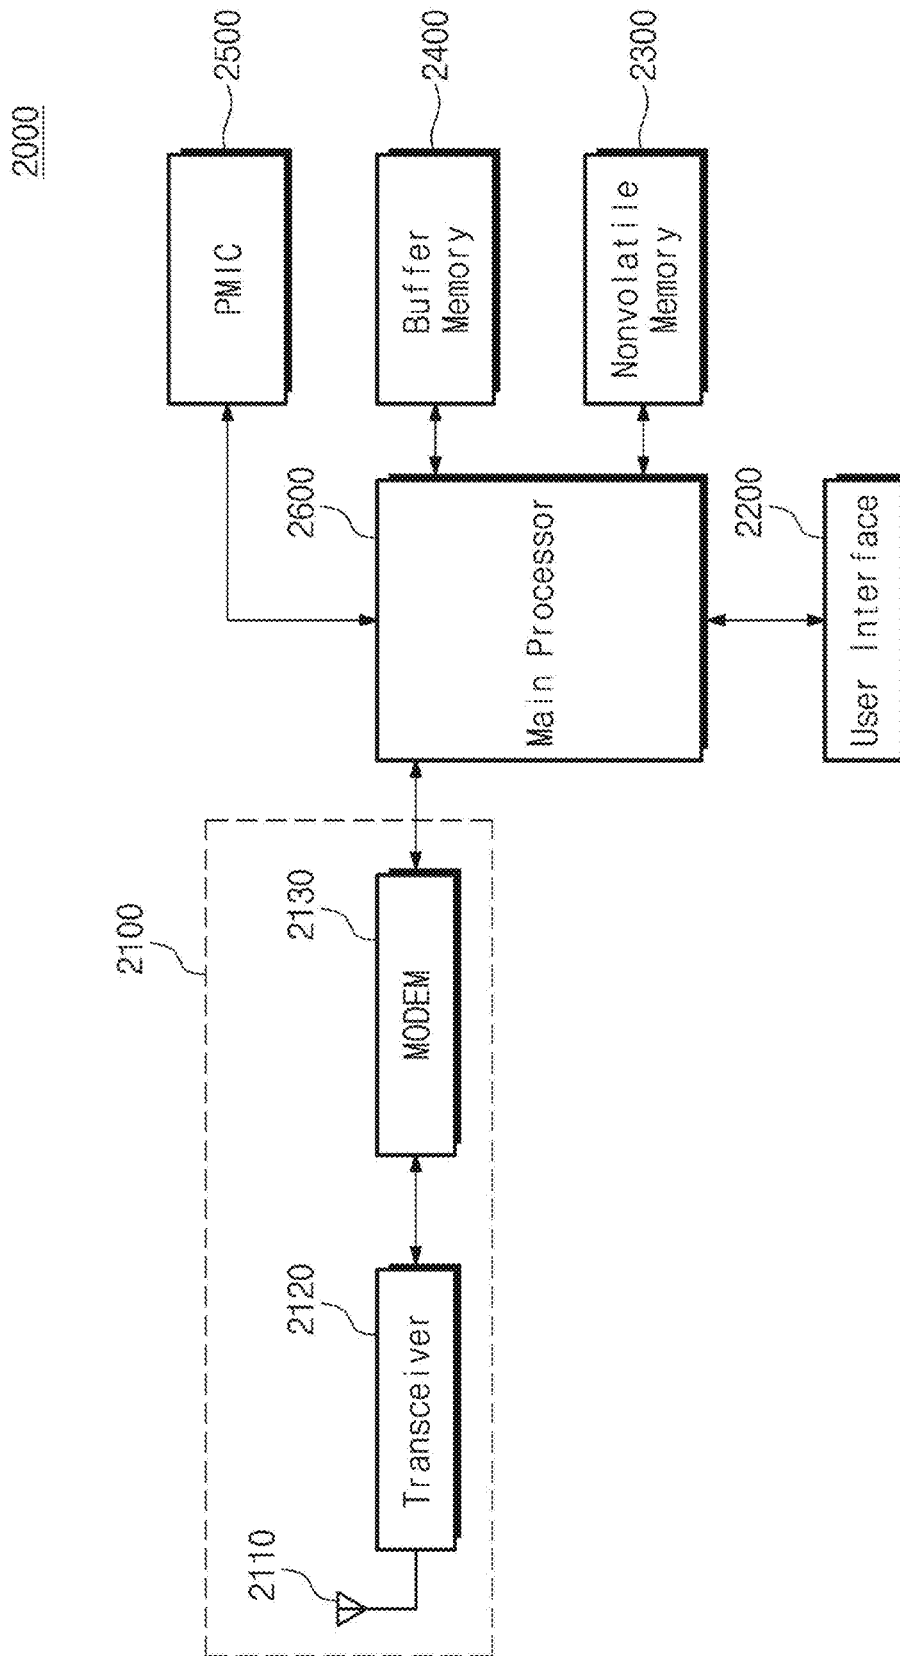 2000
2100
2110
2120
Transceiver
2130
MODEM
2600
Main Processor
2500
PMIC
2400
Buffer
Memory
2300
Nonvolatile
Memory
2200
User Interface